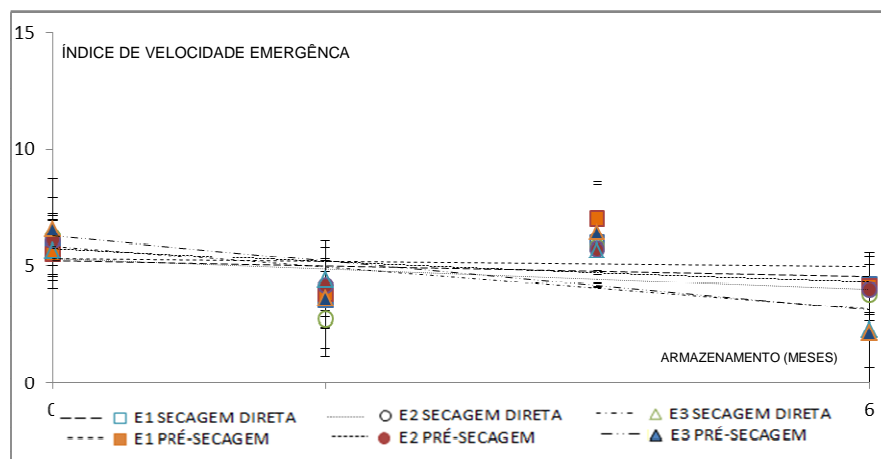 15
ÍNDICE DE VELOCIDADE EMERGÊNCA
10
5
ARMAZENAMENTO (MESES)
0
0 6
E1 SECAGEM DIRETA E2 SECAGEM DIRETA E3 SECAGEM DIRETA
E1 PRÉ-SECAGEM E2 PRÉ-SECAGEM E3 PRÉ-SECAGEM